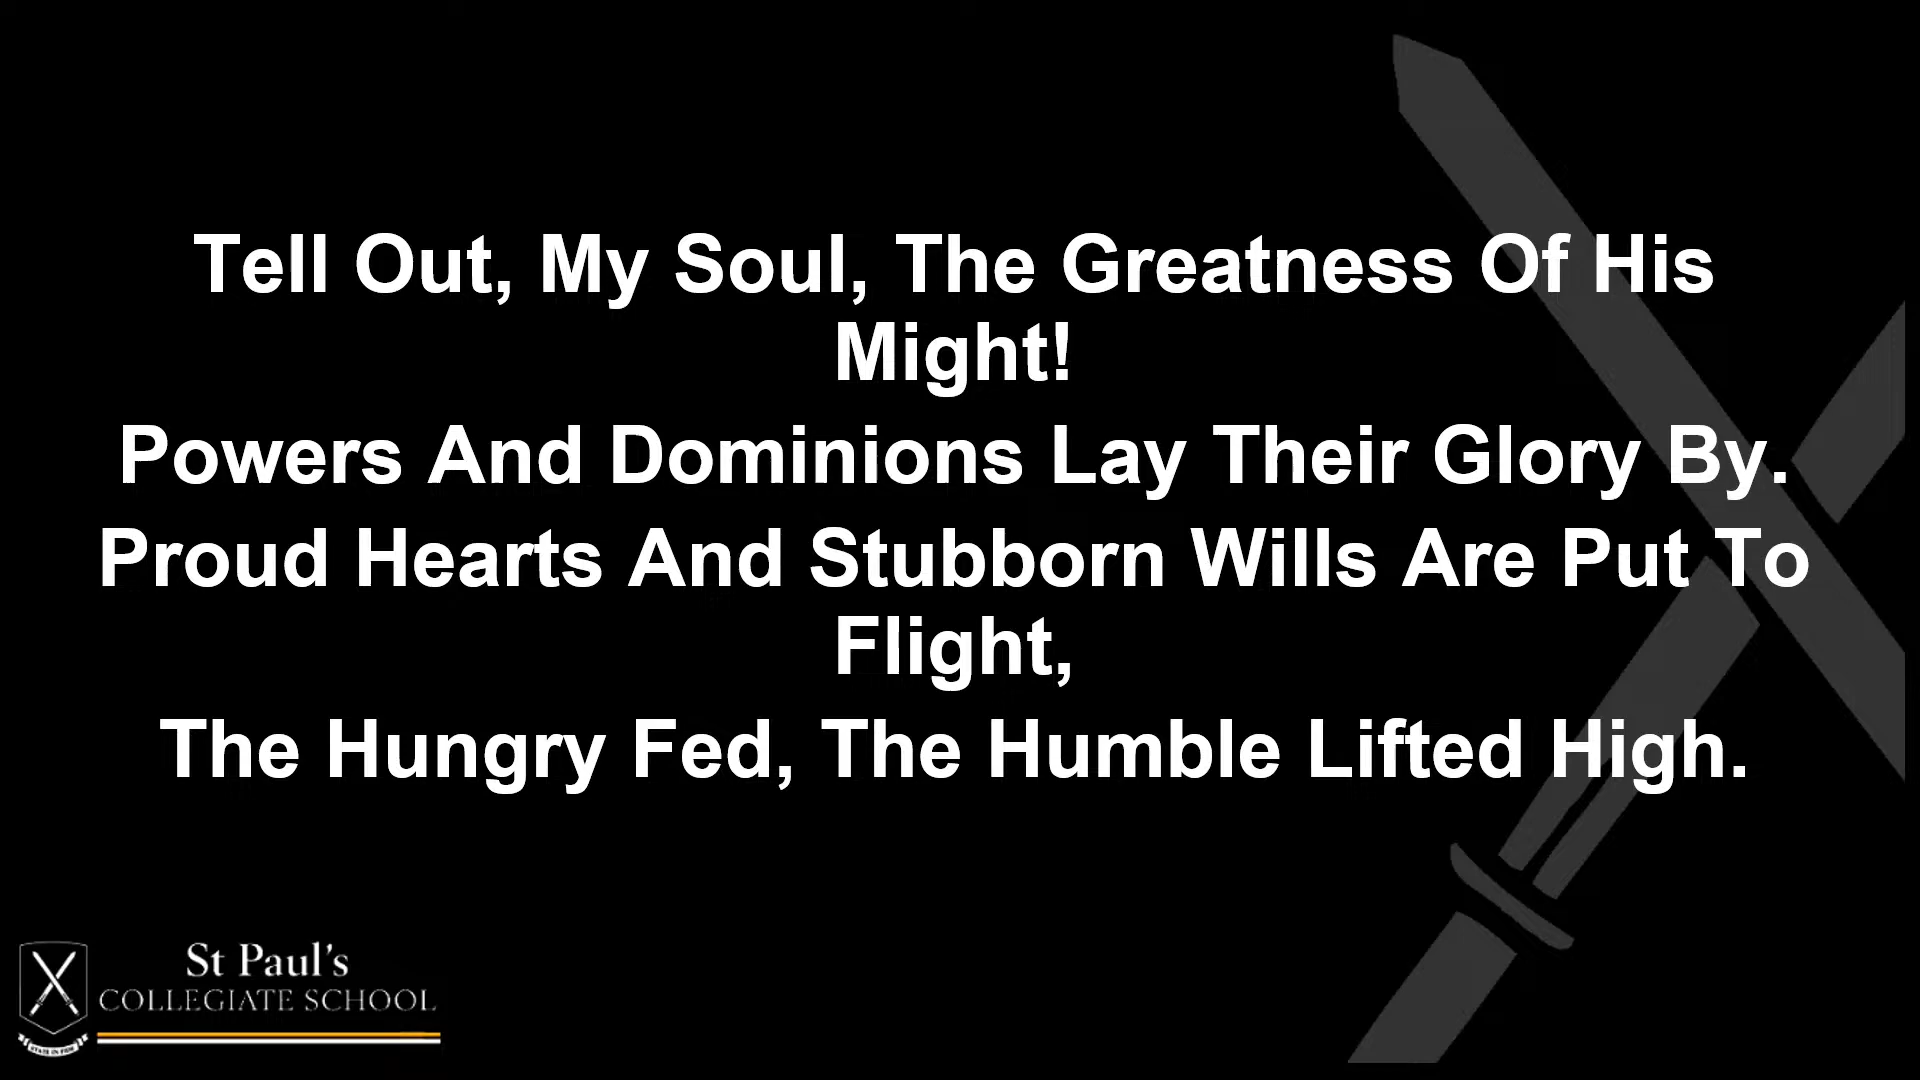 Tell Out, My Soul, The Greatness Of His
Might!
Powers And Dominions Lay Their Glory By.
Proud Hearts And Stubborn Wills Are Put To
Flight,
The Hungry Fed, The Humble Lifted High.
St Paul's
COLLEGIATE SCHOOL